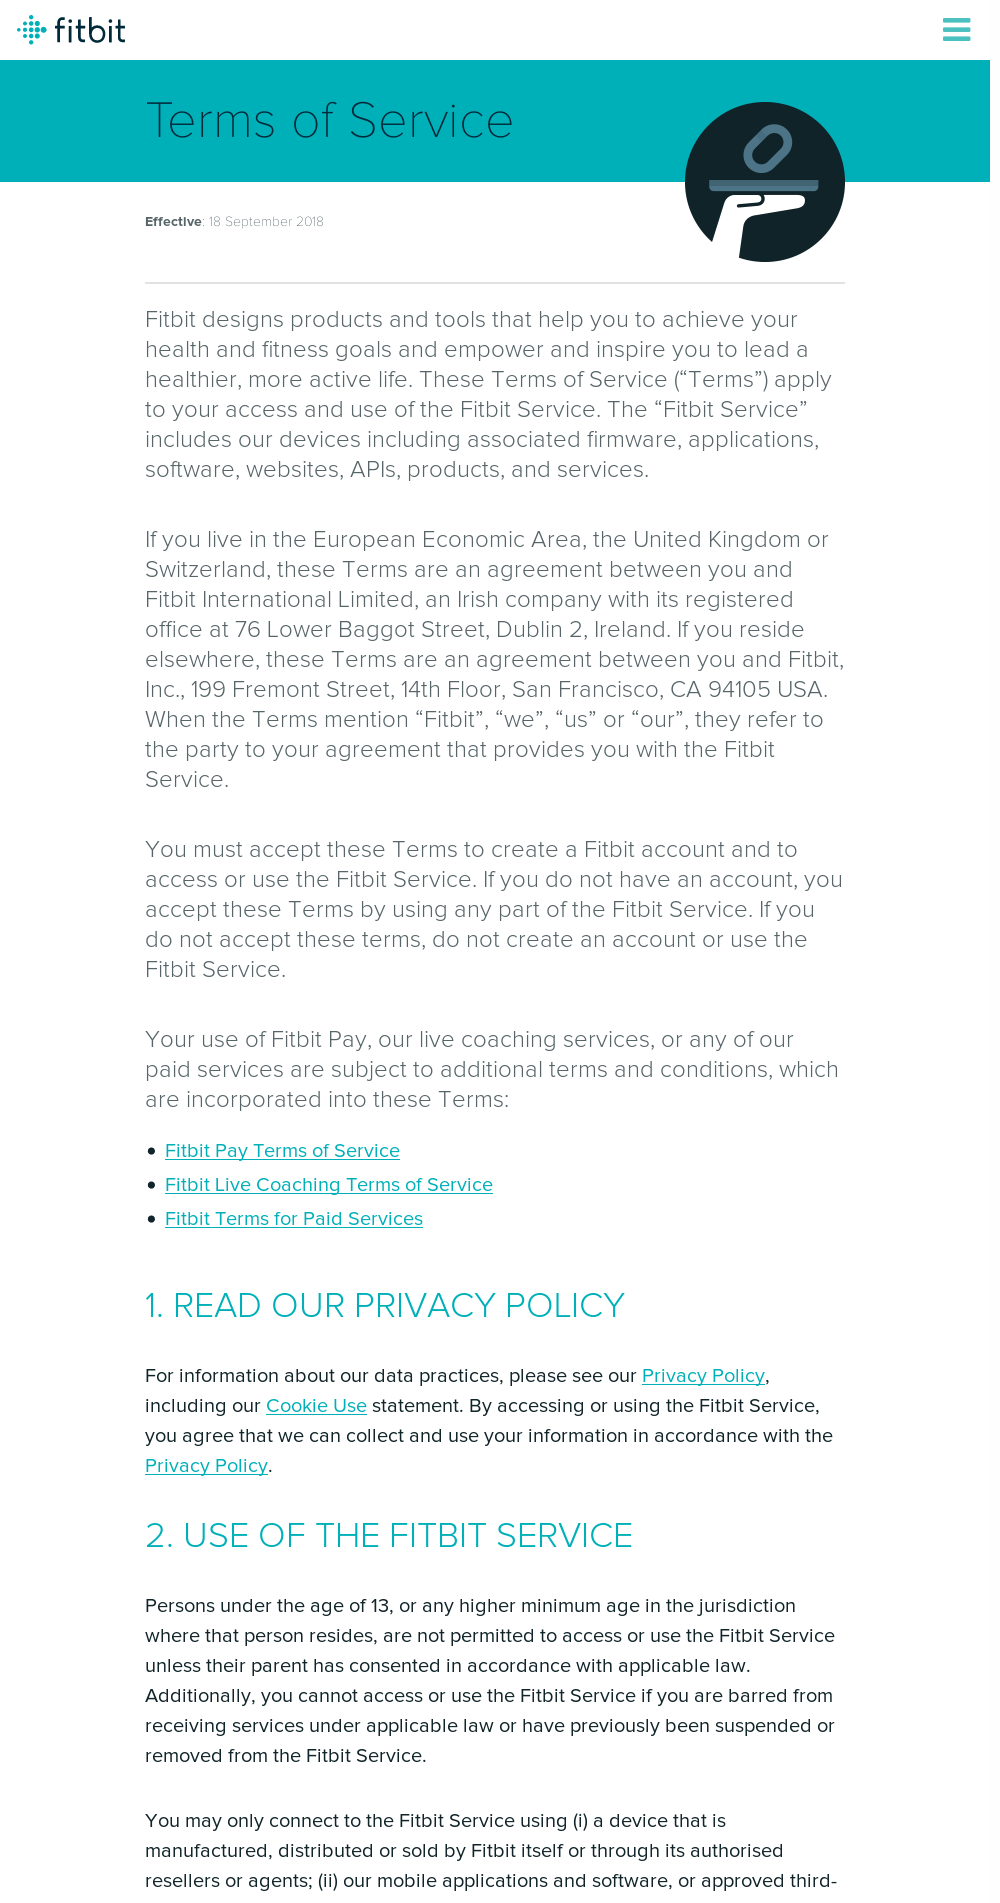 fitbit
Terms of Service
Effective: 18 September 2018
Fitbit designs products and tools that help you to achieve your
health and fitness goals and empower and inspire you to lead a
healthier, more active life. These Terms of Service (“Terms”) apply
to your access and use of the Fitbit Service. The “Fitbit Service”
includes our devices including associated firmware, applications,
software, websites, APIs, products, and services.
If you live in the European Economic Area, the United Kingdom or
Switzerland, these Terms are an agreement between you and
Fitbit International Limited, an Irish company with its registered
office at 76 Lower Baggot Street, Dublin 2, Ireland. If you reside
elsewhere, these Terms are an agreement between you and Fitbit,
Inc., 199 Fremont Street, 14th Floor, San Francisco, CA 94105 USA.
When the Terms mention “Fitbit”, “we”, “us” or “our”, they refer to
the party to your agreement that provides you with the Fitbit
Service.
You must accept these Terms to create a Fitbit account and to
access or use the Fitbit Service. If you do not have an account, you
accept these Terms by using any part of the Fitbit Service. If you
do not accept these terms, do not create an account or use the
Fitbit Service.
Your use of Fitbit Pay, our live coaching services, or any of our
paid services are subject to additional terms and conditions, which
are incorporated into these Terms:
• Fitbit Pay Terms of Service
• Fitbit Live Coaching Terms of Service
• Fitbit Terms for Paid Services
1. READ OUR PRIVACY POLICY
For information about our data practices, please see our Privacy Policy,
including our Cookie Use statement. By accessing or using the Fitbit Service,
you agree that we can collect and use your information in accordance with the
Privacy Policy.
2. USE OF THE FITBIT SERVICE
Persons under the age of 13, or any higher minimum age in the jurisdiction
where that person resides, are not permitted to access or use the Fitbit Service
unless their parent has consented in accordance with applicable law.
Additionally, you cannot access or use the Fitbit Service if you are barred from
receiving services under applicable law or have previously been suspended or
removed from the Fitbit Service.
You may only connect to the Fitbit Service using (i) a device that is
manufactured, distributed or sold by Fitbit itself or through its authorised
resellers or agents; (ii) our mobile applications and software, or approved third-